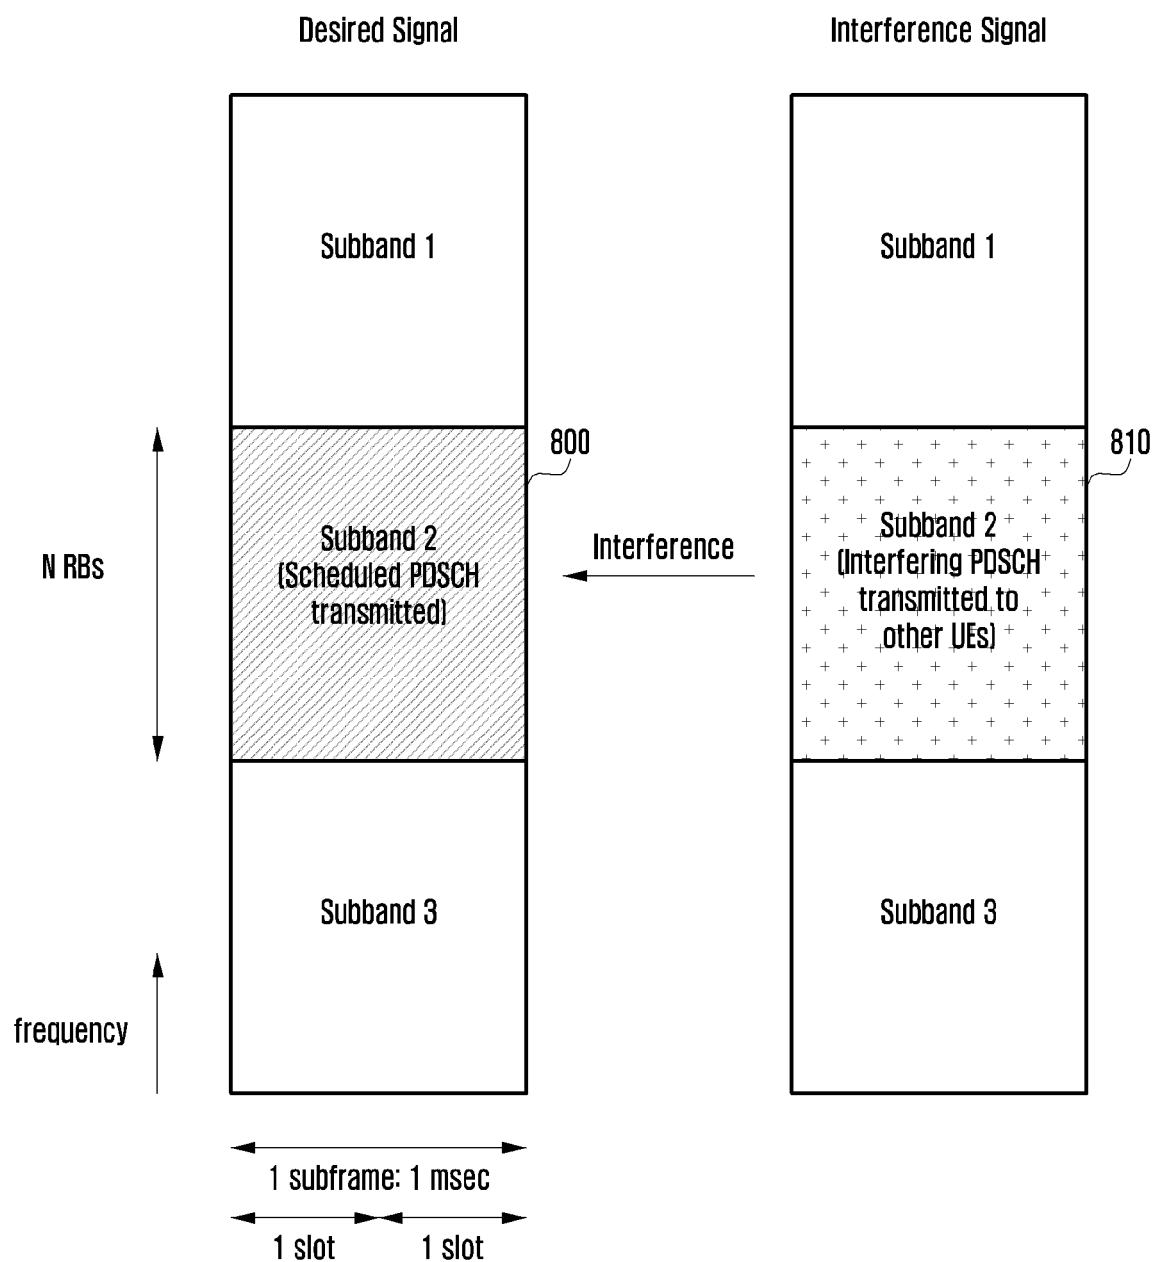 Desired Signal
Interference Signal
Subband 1
Subband 1
800
810
N RBs
Subband 2
(Scheduled PDSCH
transmitted)
Interference
Subband 2
(Interfering PDSCH
transmitted to
other UEs)
Subband 3
Subband 3
frequency
1 subframe: 1 msec
1 slot
1 slot